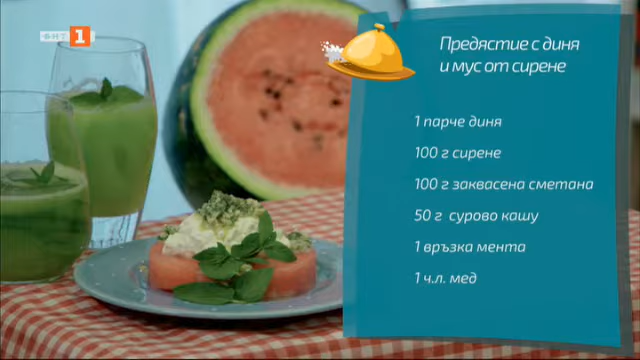 БНТ 1
Предястие с диня
и мус от сирене
1 парче диня
100 г сирене
100 г заквасена сметана
50 г сурово кашу
1 връзка мента
1 ч.л. мед